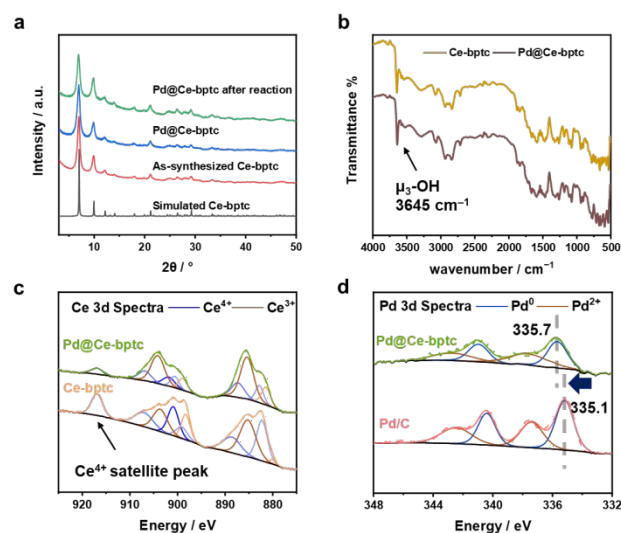 a
Intensity / a.u.
Pd@Ce-bptc after reaction
Pd@Ce-bptc
As-synthesized Ce-bptc
Simulated Ce-bptc
0 10 20 30 40 50
2θ / °
b
Transmittance %
Ce-bptc Pd@Ce-bptc
μ₃-OH
3645 cm⁻¹
4000 3500 3000 2500 2000 1500 1000 500
wavenumber / cm⁻¹
c
Ce 3d Spectra Ce⁴⁺ Ce³⁺
Pd@Ce-bptc
Ce-bptc
Ce⁴⁺ satellite peak
920 910 900 890 880
Energy / eV
d
Pd 3d Spectra Pd⁰ Pd²⁺
Pd@Ce-bptc 335.7
335.1
Pd/C
348 344 340 336 332
Energy / eV